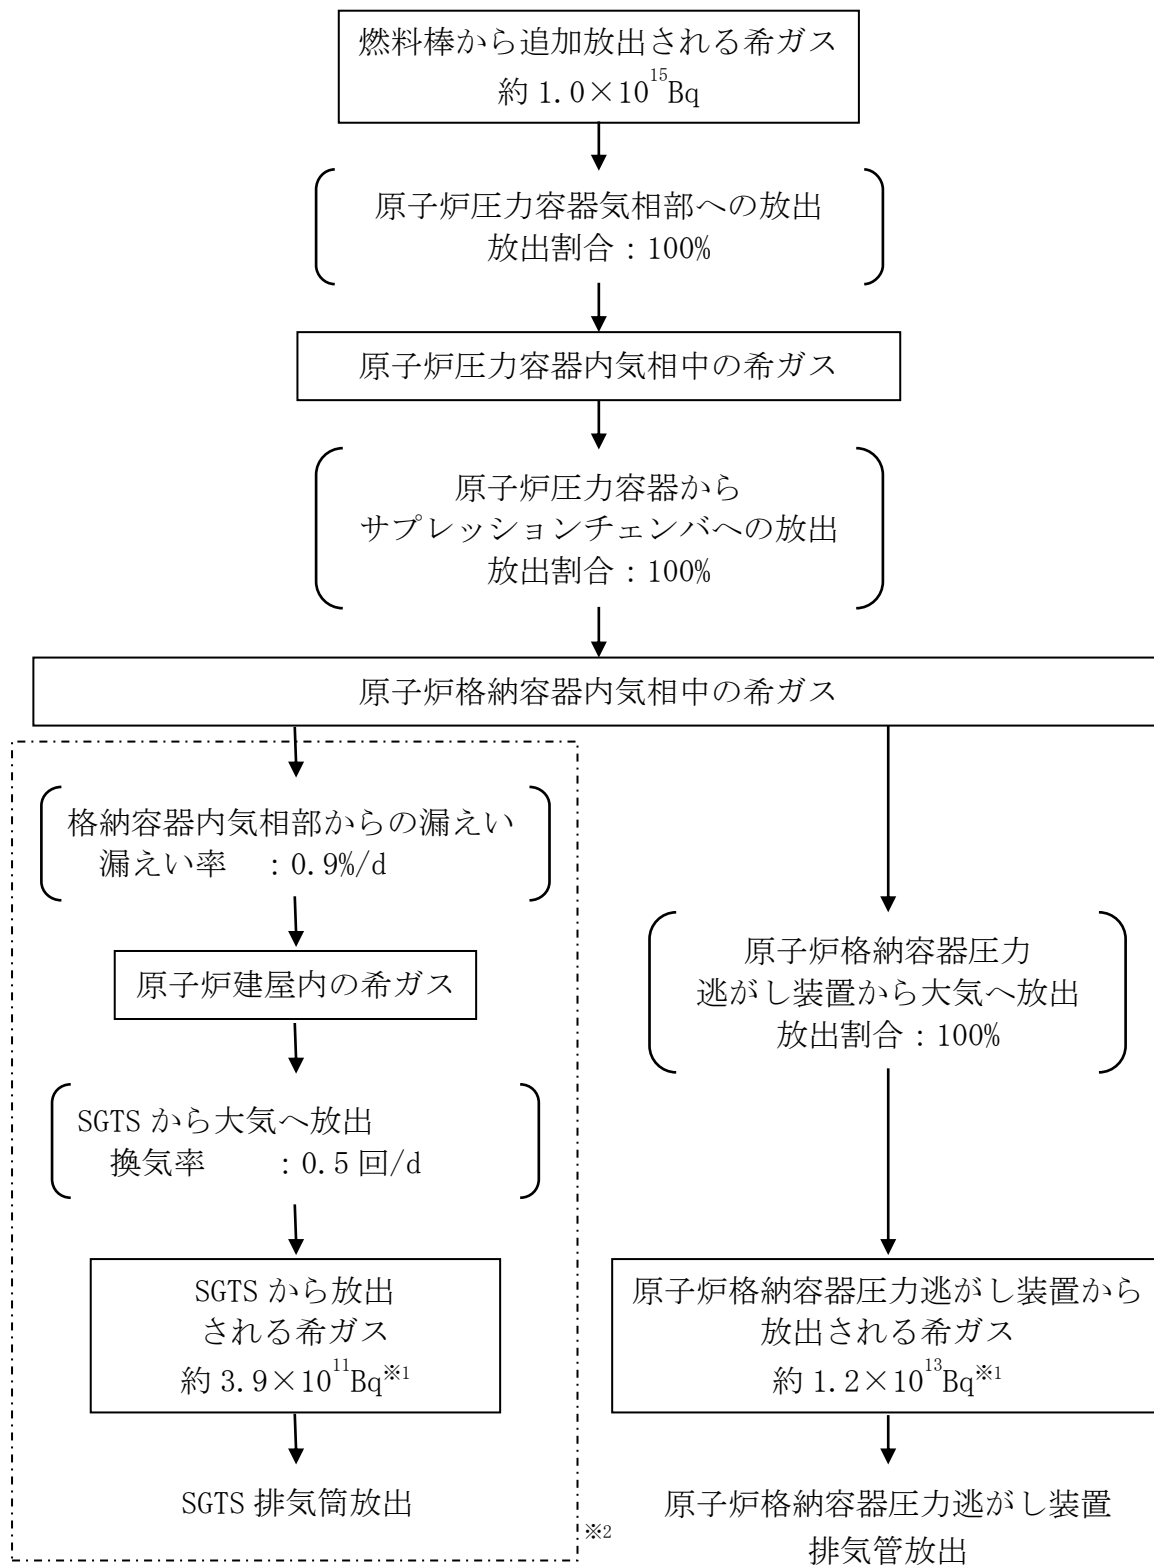 燃料棒から追加放出される希ガス
約1.0×10¹⁵Bq
原子炉圧力容器気相部への放出
放出割合：100%
原子炉圧力容器内気相中の希ガス
原子炉圧力容器から
サプレッションチェンバへの放出
放出割合：100%
原子炉格納容器内気相中の希ガス
格納容器内気相部からの漏えい
漏えい率　：0.9%/d
原子炉建屋内の希ガス
SGTSから大気へ放出
換気率　　：0.5回/d
SGTSから放出
される希ガス
約3.9×10¹¹Bq※1
SGTS排気筒放出
※2
原子炉格納容器圧力
逃がし装置から大気へ放出
放出割合：100%
原子炉格納容器圧力逃がし装置から
放出される希ガス
約1.2×10¹³Bq※1
原子炉格納容器圧力逃がし装置
排気管放出